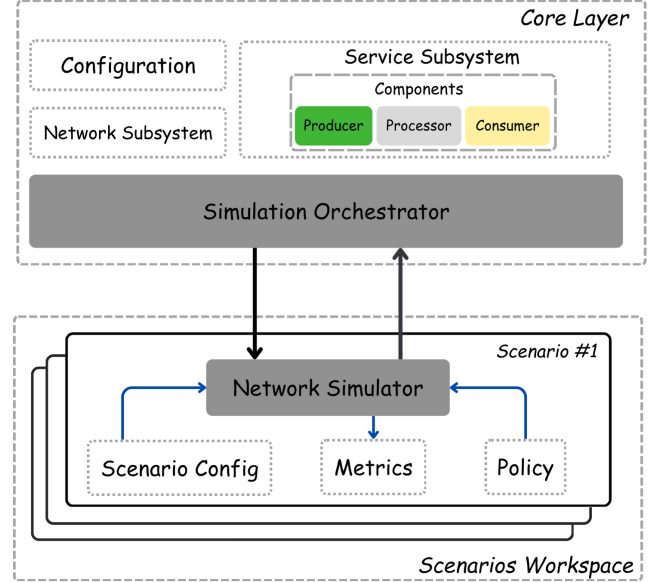 Core Layer
Configuration
Network Subsystem
Service Subsystem
Components
Producer
Processor
Consumer
Simulation Orchestrator
Scenario #1
Network Simulator
Scenario Config
Metrics
Policy
Scenarios Workspace